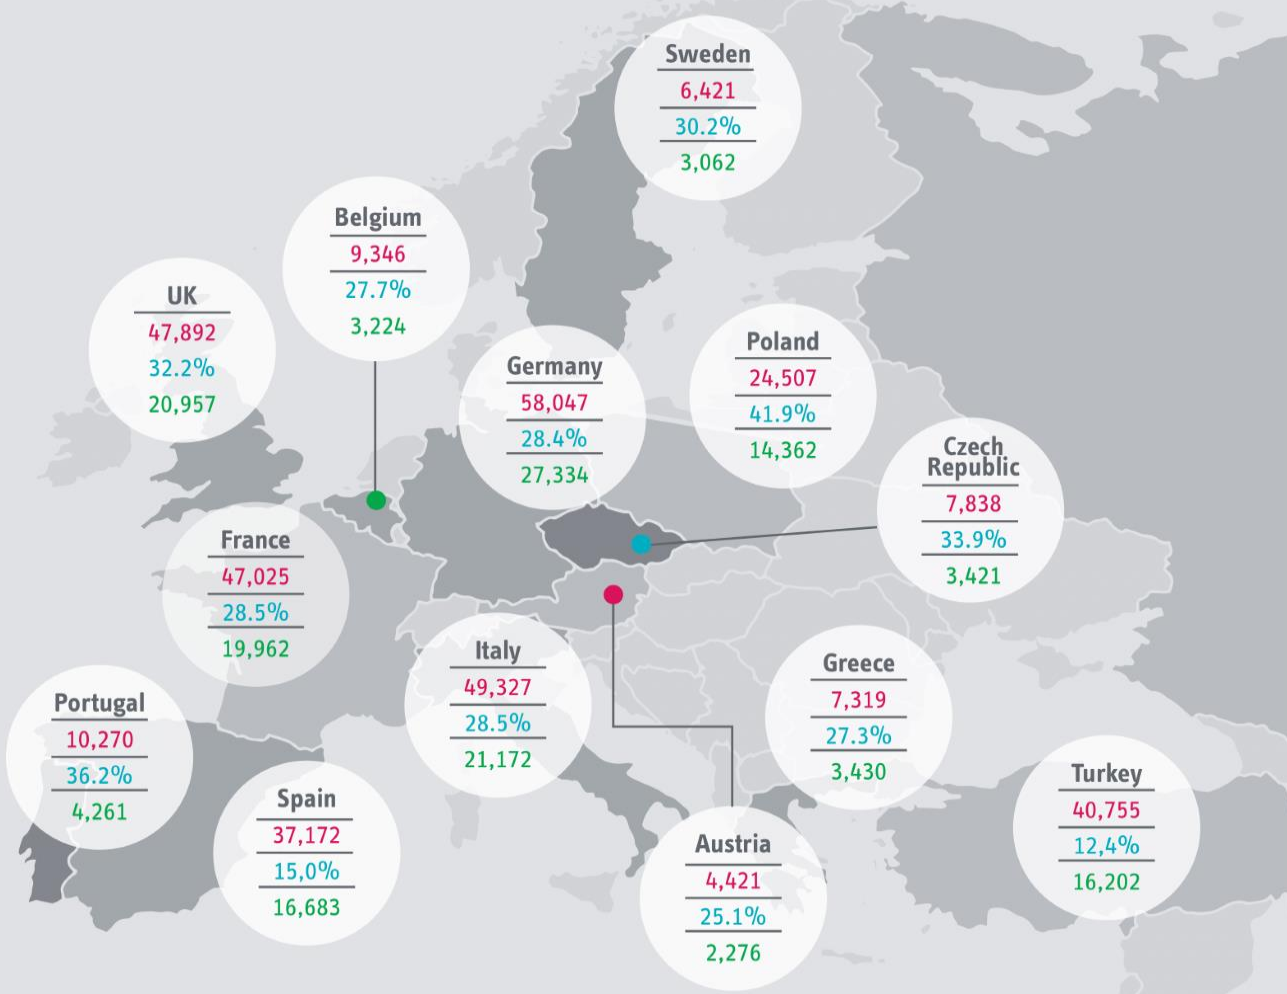 Sweden
6,421
30.2%
3,062
Belgium
9,346
27.7%
3,224
UK
47,892
32.2%
20,957
Germany
58,047
28.4%
27,334
Poland
24,507
41.9%
14,362
Czech
Republic
7,838
33.9%
3,421
France
47,025
28.5%
19,962
Italy
49,327
28.5%
21,172
Greece
7,319
27.3%
3,430
Portugal
10,270
36.2%
4,261
Spain
37,172
15,0%
16,683
Austria
4,421
25.1%
2,276
Turkey
40,755
12,4%
16,202